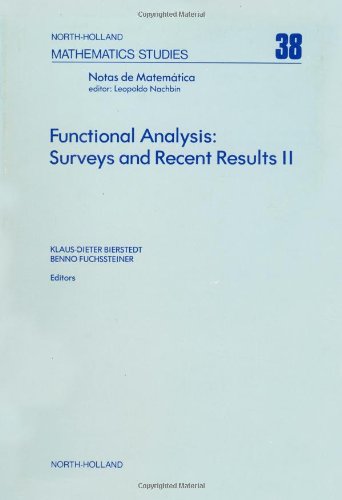 NORTH-HOLLAND
MATHEMATICS STUDIES
38
Notas de Matemática
editor: Leopoldo Nachbin
Functional Analysis:
Surveys and Recent Results II
KLAUS-DIETER BIERSTEDT
BENNO FUCHSSTEINER
Editors
NORTH-HOLLAND